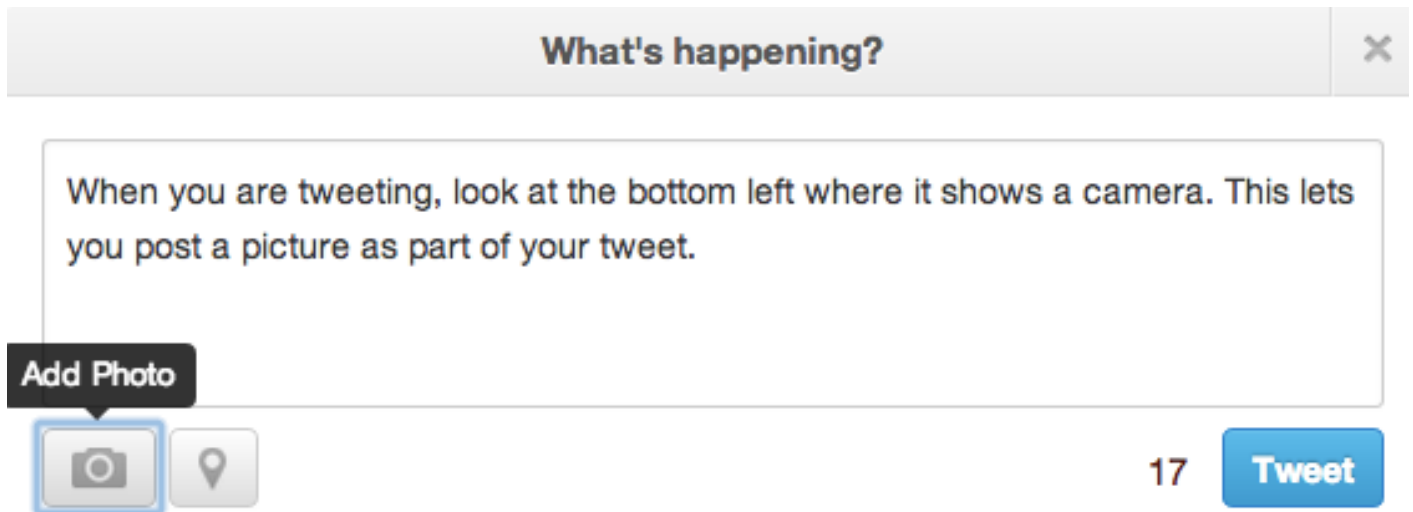 What's happening?
When you are tweeting, look at the bottom left where it shows a camera. This lets
you post a picture as part of your tweet.
Add Photo
17 Tweet